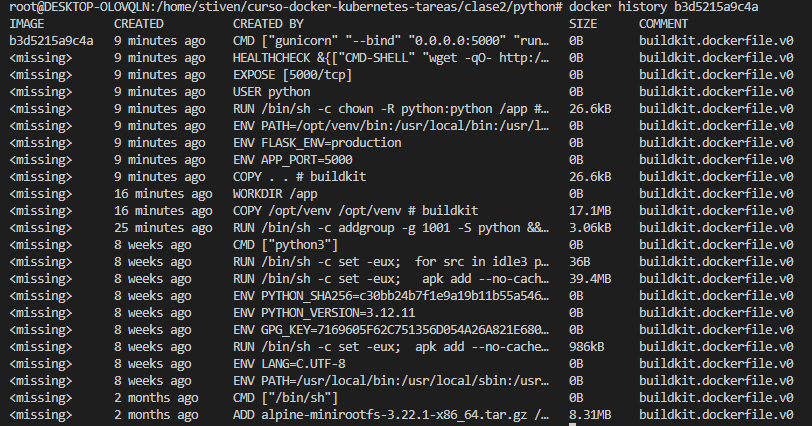 root@DESKTOP-OLOVQLN:/home/stiven/curso-docker-kubernetes-tareas/clase2/python# docker history b3d5215a9c4a
IMAGE CREATED CREATED BY SIZE COMMENT
b3d5215a9c4a 9 minutes ago CMD ["gunicorn" "--bind" "0.0.0.0:5000" "run… 0B buildkit.dockerfile.v0
<missing> 9 minutes ago HEALTHCHECK &{["CMD-SHELL" "wget -qO- http:/… 0B buildkit.dockerfile.v0
<missing> 9 minutes ago EXPOSE [5000/tcp] 0B buildkit.dockerfile.v0
<missing> 9 minutes ago USER python 0B buildkit.dockerfile.v0
<missing> 9 minutes ago RUN /bin/sh -c chown -R python:python /app #… 26.6kB buildkit.dockerfile.v0
<missing> 9 minutes ago ENV PATH=/opt/venv/bin:/usr/local/bin:/usr/l… 0B buildkit.dockerfile.v0
<missing> 9 minutes ago ENV FLASK_ENV=production 0B buildkit.dockerfile.v0
<missing> 9 minutes ago ENV APP_PORT=5000 0B buildkit.dockerfile.v0
<missing> 9 minutes ago COPY . . # buildkit 26.6kB buildkit.dockerfile.v0
<missing> 16 minutes ago WORKDIR /app 0B buildkit.dockerfile.v0
<missing> 16 minutes ago COPY /opt/venv /opt/venv # buildkit 17.1MB buildkit.dockerfile.v0
<missing> 25 minutes ago RUN /bin/sh -c addgroup -g 1001 -S python &&… 3.06kB buildkit.dockerfile.v0
<missing> 8 weeks ago CMD ["python3"] 0B buildkit.dockerfile.v0
<missing> 8 weeks ago RUN /bin/sh -c set -eux; for src in idle3 p… 36B buildkit.dockerfile.v0
<missing> 8 weeks ago RUN /bin/sh -c set -eux; apk add --no-cach… 39.4MB buildkit.dockerfile.v0
<missing> 8 weeks ago ENV PYTHON_SHA256=c30bb24b7f1e9a19b11b55a546… 0B buildkit.dockerfile.v0
<missing> 8 weeks ago ENV PYTHON_VERSION=3.12.11 0B buildkit.dockerfile.v0
<missing> 8 weeks ago ENV GPG_KEY=7169605F62C751356D054A26A821E680… 0B buildkit.dockerfile.v0
<missing> 8 weeks ago RUN /bin/sh -c set -eux; apk add --no-cache… 986kB buildkit.dockerfile.v0
<missing> 8 weeks ago ENV LANG=C.UTF-8 0B buildkit.dockerfile.v0
<missing> 8 weeks ago ENV PATH=/usr/local/bin:/usr/local/sbin:/usr… 0B buildkit.dockerfile.v0
<missing> 2 months ago CMD ["/bin/sh"] 0B buildkit.dockerfile.v0
<missing> 2 months ago ADD alpine-minirootfs-3.22.1-x86_64.tar.gz /… 8.31MB buildkit.dockerfile.v0